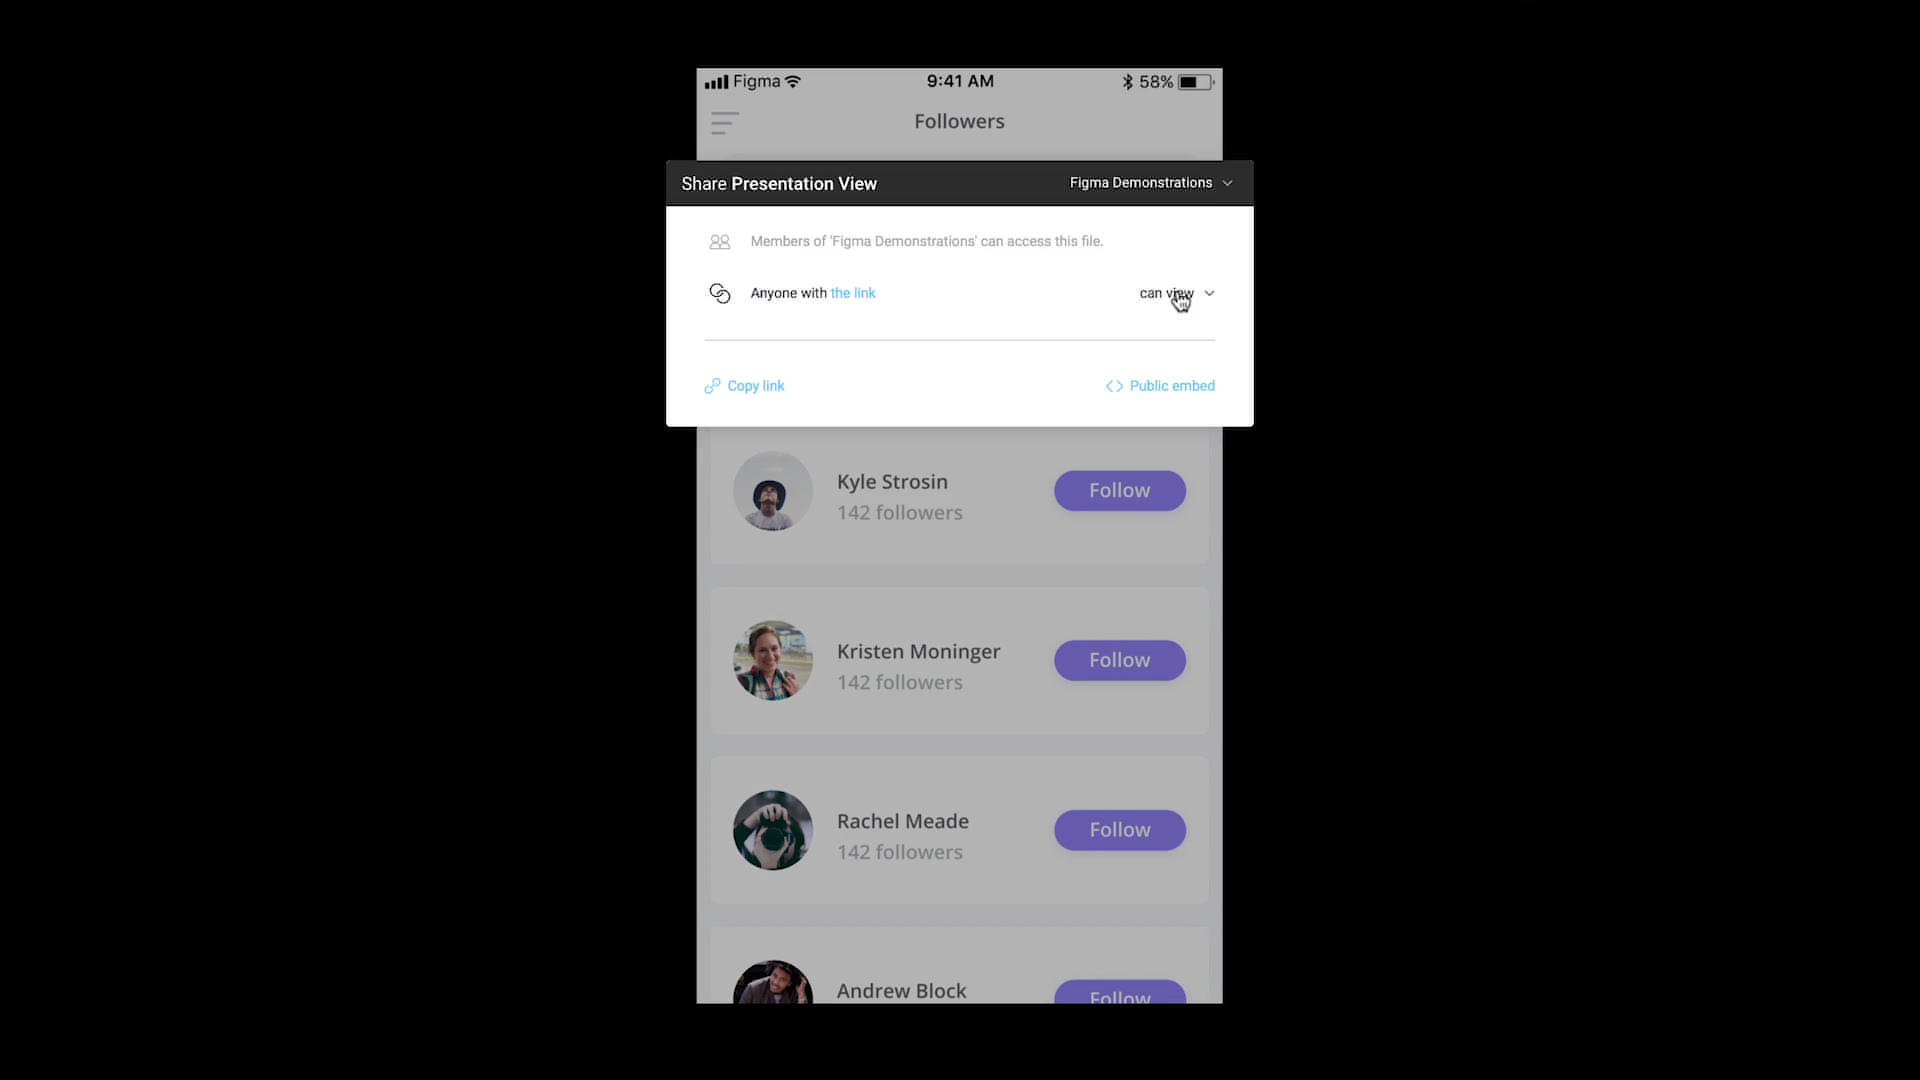 Figma 9:41 AM 58%
Followers
Share Presentation View Figma Demonstrations
Members of 'Figma Demonstrations' can access this file.
Anyone with the link can view
Copy link Public embed
Kyle Strosin
142 followers
Follow
Kristen Moninger
142 followers
Follow
Rachel Meade
142 followers
Follow
Andrew Block
Follow